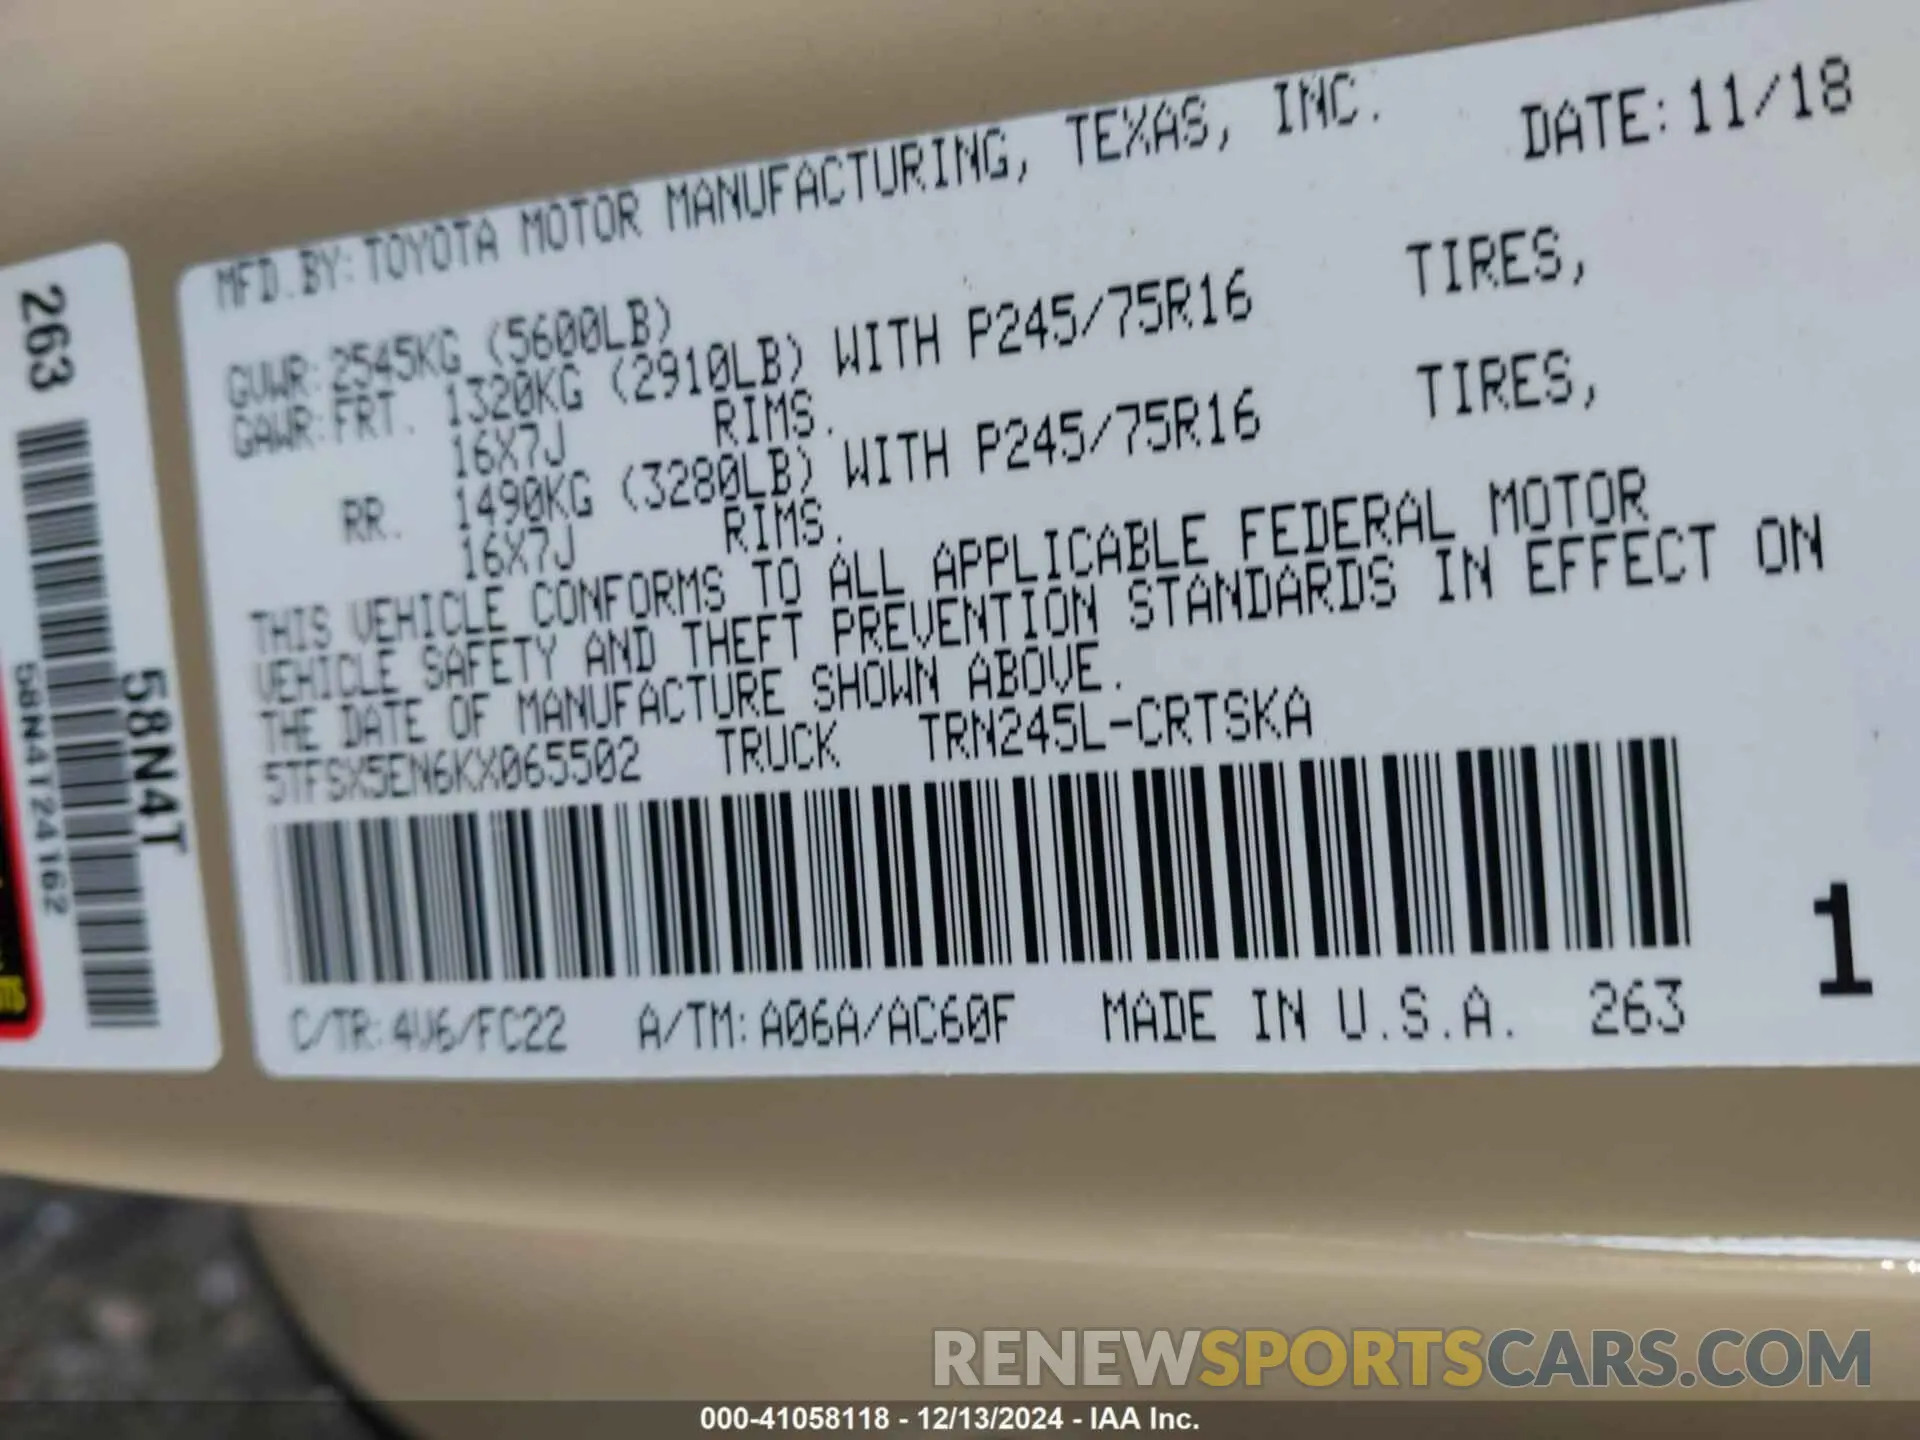 MFD.BY:TOYOTA MOTOR MANUFACTURING, TEXAS, INC. DATE:11/18
GVWR:2545KG (5600LB)
GAWR:FRT. 1320KG (2910LB) WITH P245/75R16 TIRES,
16X7J RIMS.
RR. 1490KG (3280LB) WITH P245/75R16 TIRES,
16X7J RIMS.
THIS VEHICLE CONFORMS TO ALL APPLICABLE FEDERAL MOTOR
VEHICLE SAFETY AND THEFT PREVENTION STANDARDS IN EFFECT ON
THE DATE OF MANUFACTURE SHOWN ABOVE.
5TFSX5EN6KX065502 TRUCK TRN245L-CRTSKA
C/TR:4V6/FC22 A/TM:A06A/AC60F MADE IN U.S.A. 263
1
263
58N4T
58N4T24162
RENEWSPORTSCARS.COM
000-41058118 - 12/13/2024 - IAA Inc.